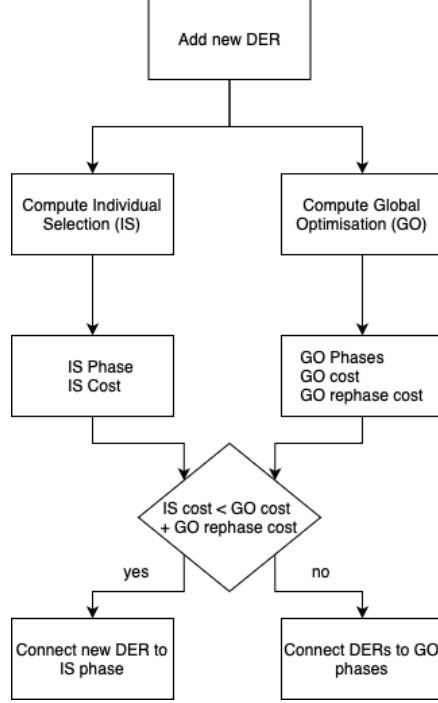 Add new DER
Compute Individual
Selection (IS)
Compute Global
Optimisation (GO)
IS Phase
IS Cost
GO Phases
GO cost
GO rephase cost
IS cost < GO cost
+ GO rephase cost
yes
no
Connect new DER to
IS phase
Connect DERs to GO
phases